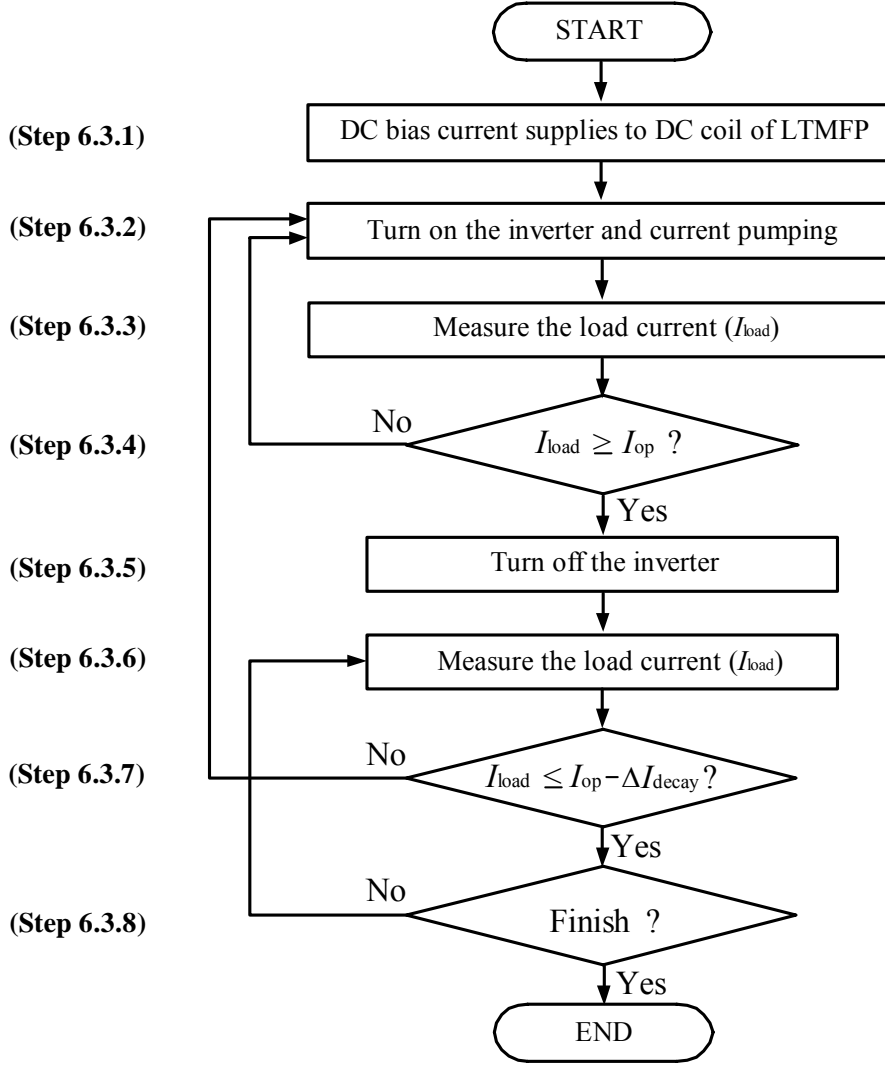 START
(Step 6.3.1)
DC bias current supplies to DC coil of LTMFP
(Step 6.3.2)
Turn on the inverter and current pumping
(Step 6.3.3)
Measure the load current (Iload)
(Step 6.3.4)
No
Iload ≥ Iop ?
Yes
(Step 6.3.5)
Turn off the inverter
(Step 6.3.6)
Measure the load current (Iload)
(Step 6.3.7)
No
Iload ≤ Iop−ΔIdecay ?
Yes
(Step 6.3.8)
No
Finish ?
Yes
END